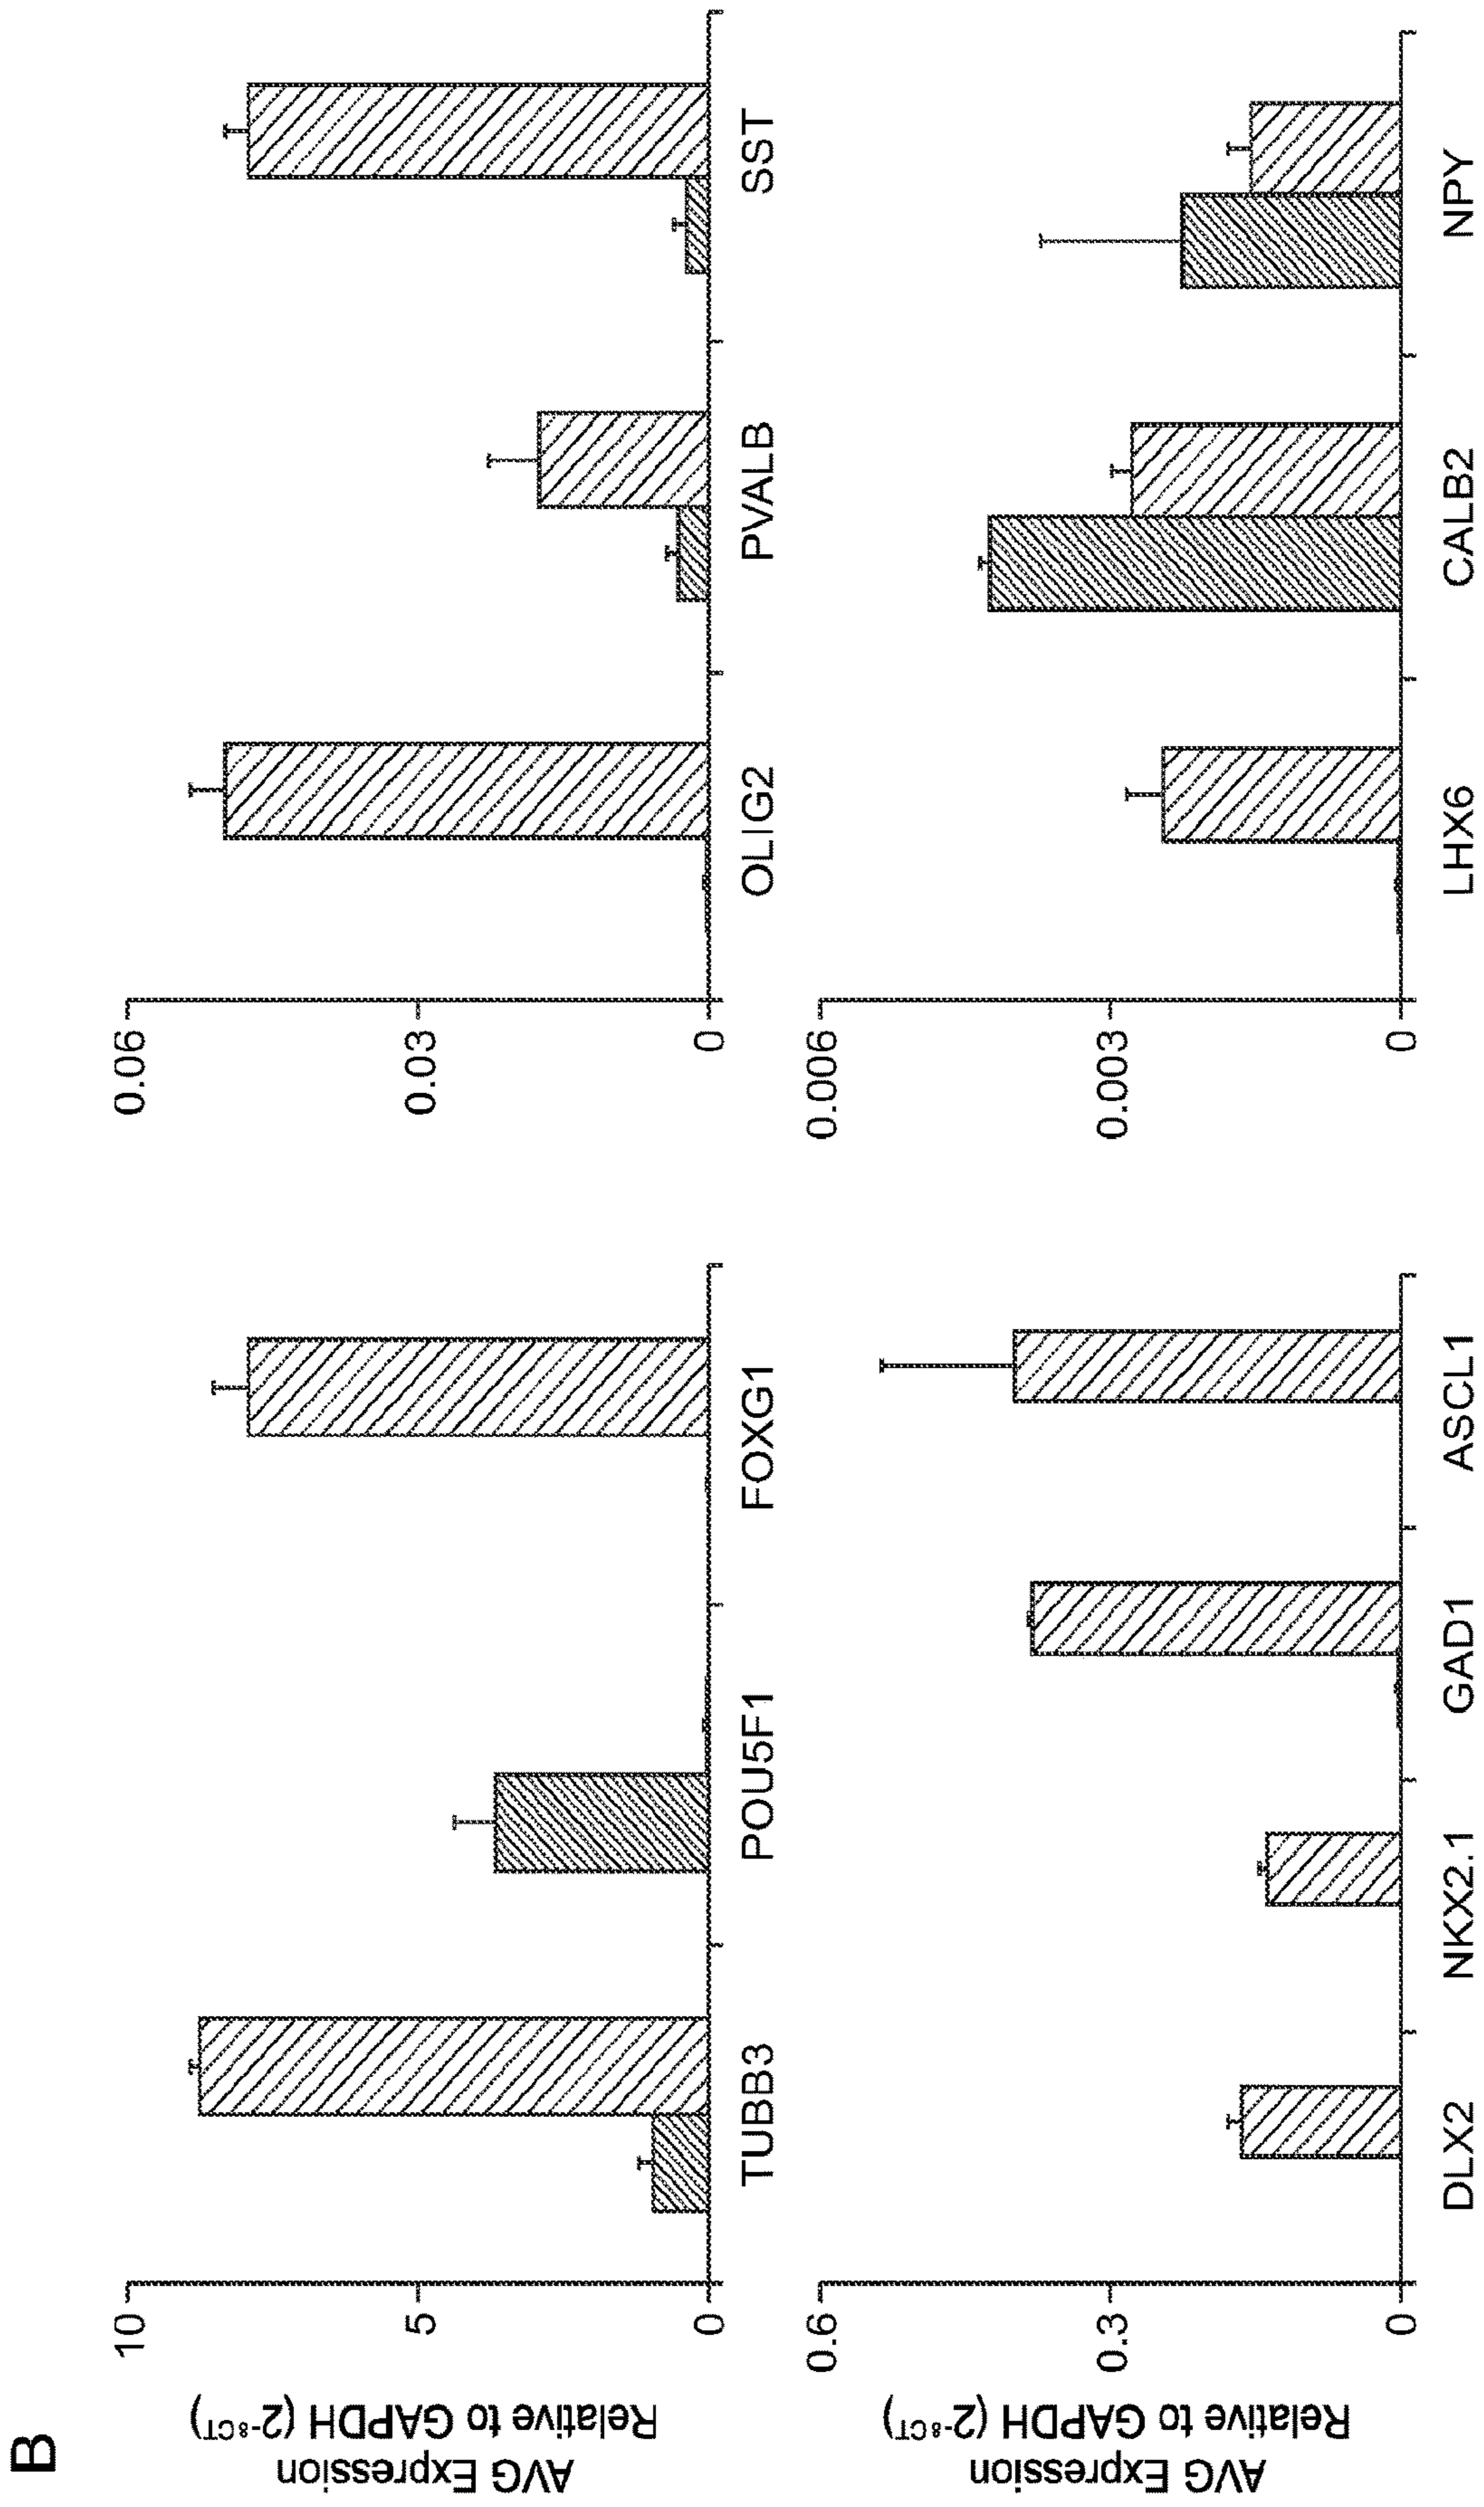 B
AVG Expression
Relative to GAPDH (2-δCT)
10
5
0
TUBB3
POU5F1
FOXG1
0.06
0.03
0
OLIG2
PVALB
SST
AVG Expression
Relative to GAPDH (2-δCT)
0.6
0.3
0
DLX2
NKX2.1
GAD1
ASCL1
0.006
0.003
0
LHX6
CALB2
NPY